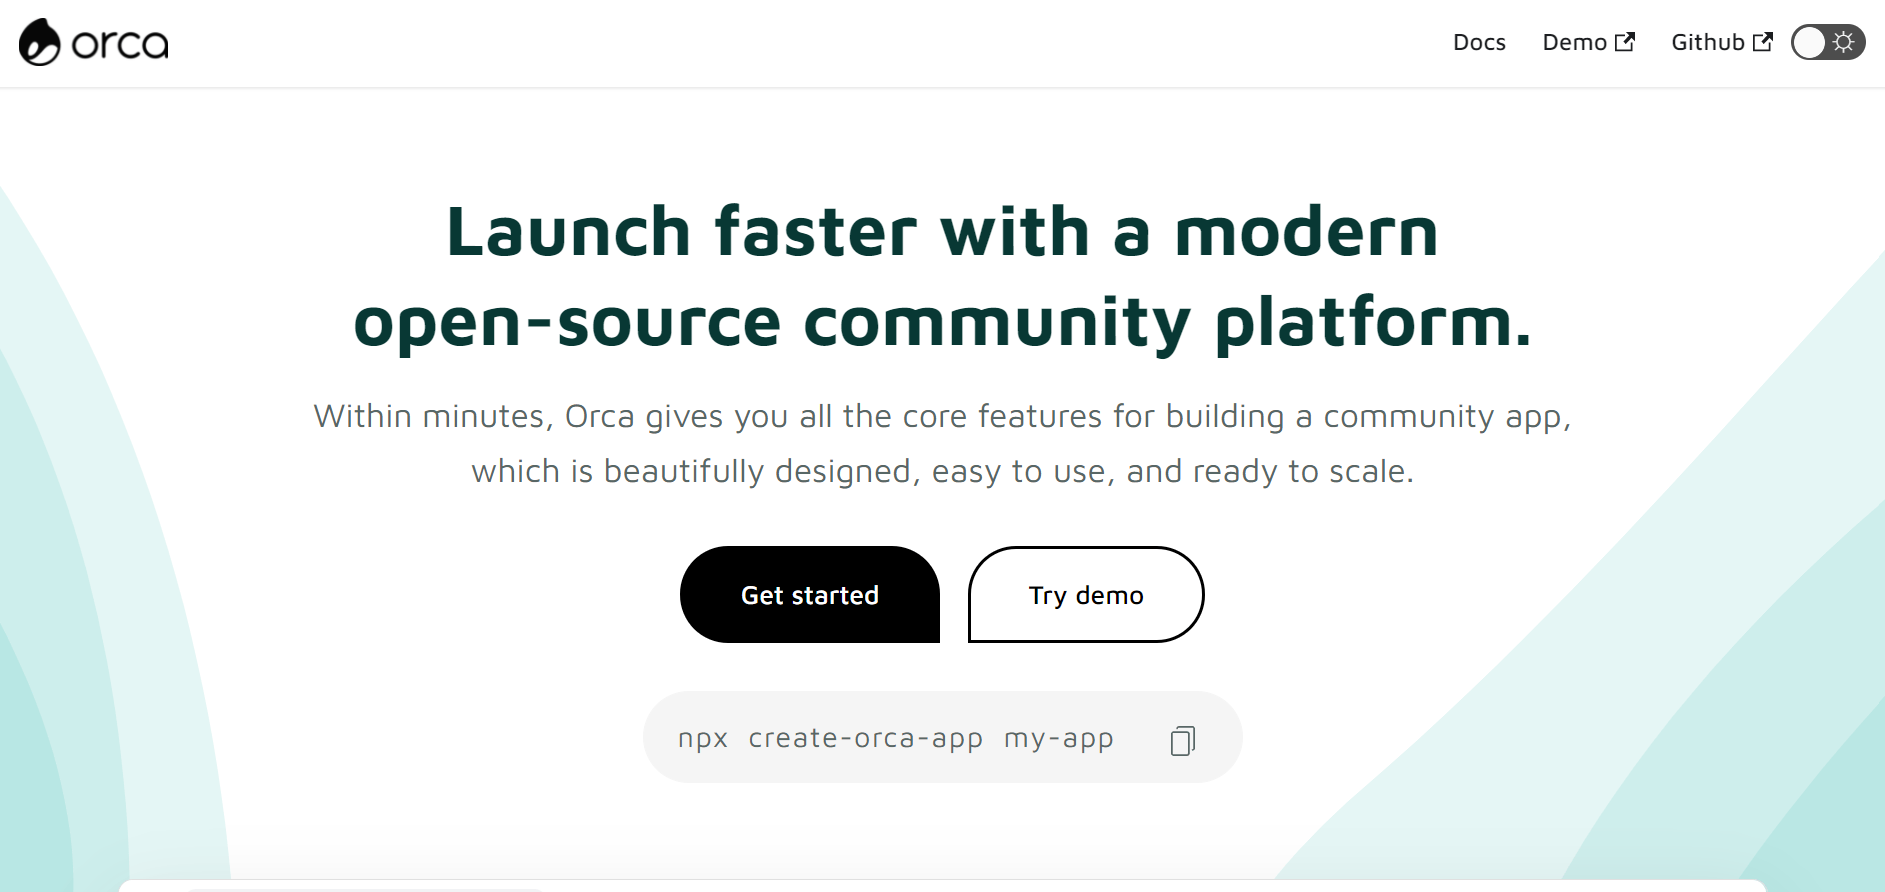 orca
Docs
Demo
Github
Launch faster with a modern
open-source community platform.
Within minutes, Orca gives you all the core features for building a community app,
which is beautifully designed, easy to use, and ready to scale.
Get started
Try demo
npx create-orca-app my-app